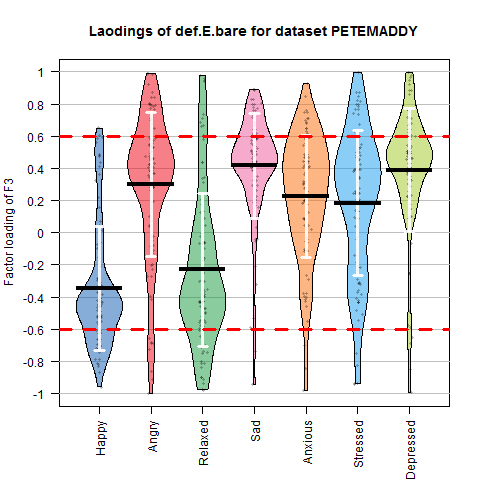 Laodings of def.E.bare for dataset PETEMADDY
Factor loading of F3
1
0.8
0.6
0.4
0.2
0
-0.2
-0.4
-0.6
-0.8
-1
Happy
Angry
Relaxed
Sad
Anxious
Stressed
Depressed